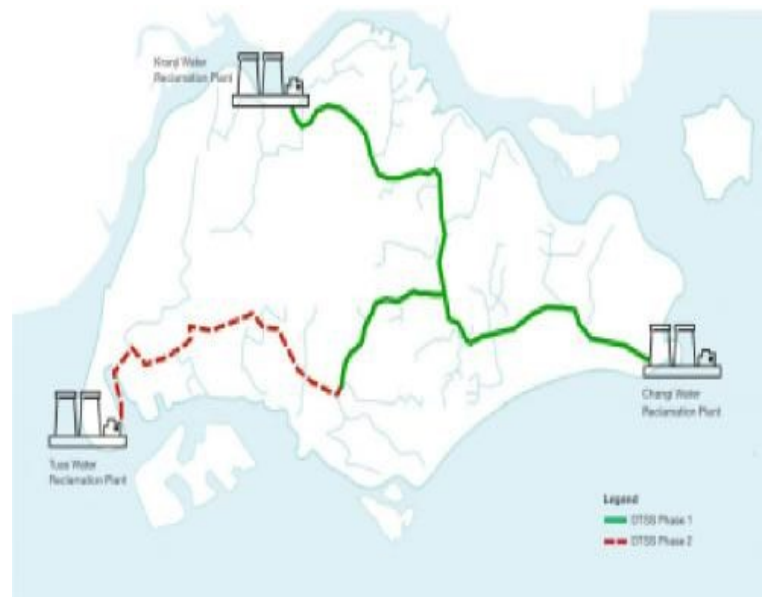 Kranji Water
Reclamation Plant
Changi Water
Reclamation Plant
Tuas Water
Reclamation Plant
Legend
DTSS Phase 1
DTSS Phase 2